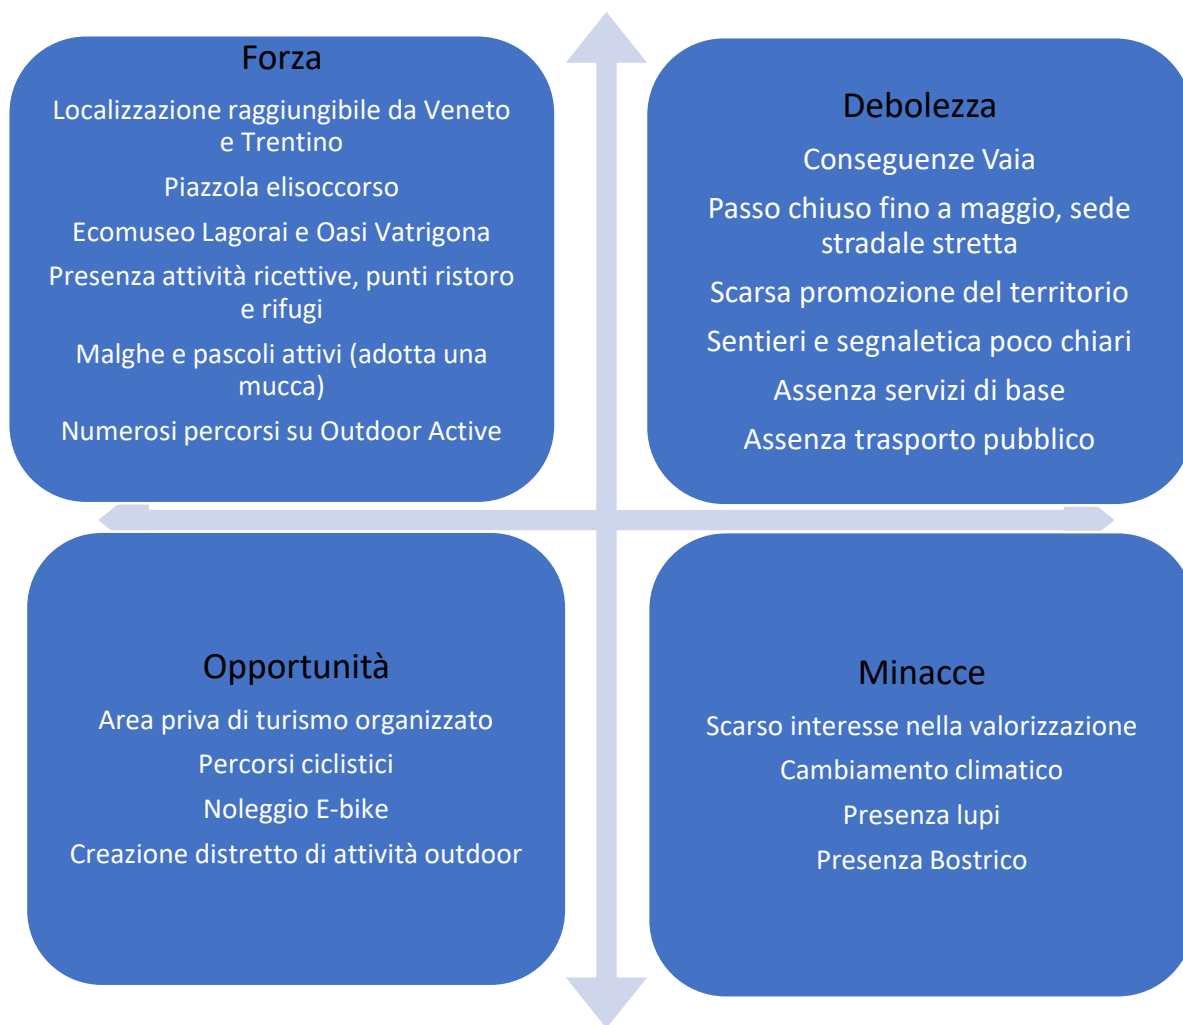 Forza
Localizzazione raggiungibile da Veneto
e Trentino
Piazzola elisoccorso
Ecomuseo Lagorai e Oasi Vatrigona
Presenza attività ricettive, punti ristoro
e rifugi
Malghe e pascoli attivi (adotta una
mucca)
Numerosi percorsi su Outdoor Active
Debolezza
Conseguenze Vaia
Passo chiuso fino a maggio, sede
stradale stretta
Scarsa promozione del territorio
Sentieri e segnaletica poco chiari
Assenza servizi di base
Assenza trasporto pubblico
Opportunità
Area priva di turismo organizzato
Percorsi ciclistici
Noleggio E-bike
Creazione distretto di attività outdoor
Minacce
Scarso interesse nella valorizzazione
Cambiamento climatico
Presenza lupi
Presenza Bostrico